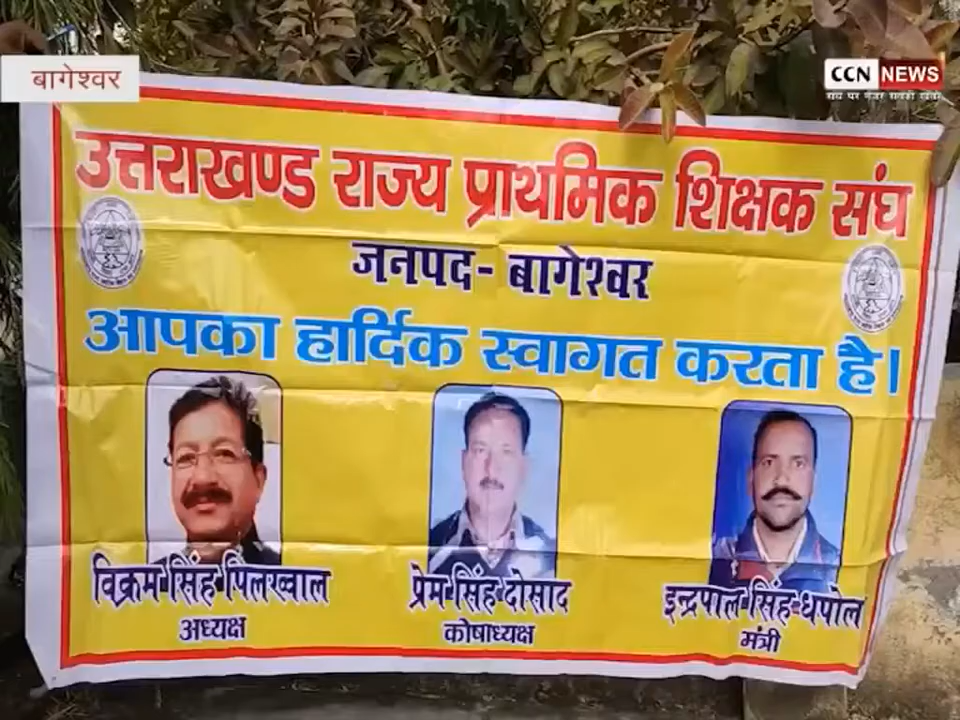 बागेश्वर
CCN NEWS
उत्तराखण्ड राज्य प्राथमिक शिक्षक संघ
जनपद- बागेश्वर
आपका हार्दिक स्वागत करता है।
विक्रम सिंह पिलख्वाल
अध्यक्ष
प्रेम सिंह दोसाद
कोषाध्यक्ष
इन्द्रपाल सिंह धपोल
मंत्री